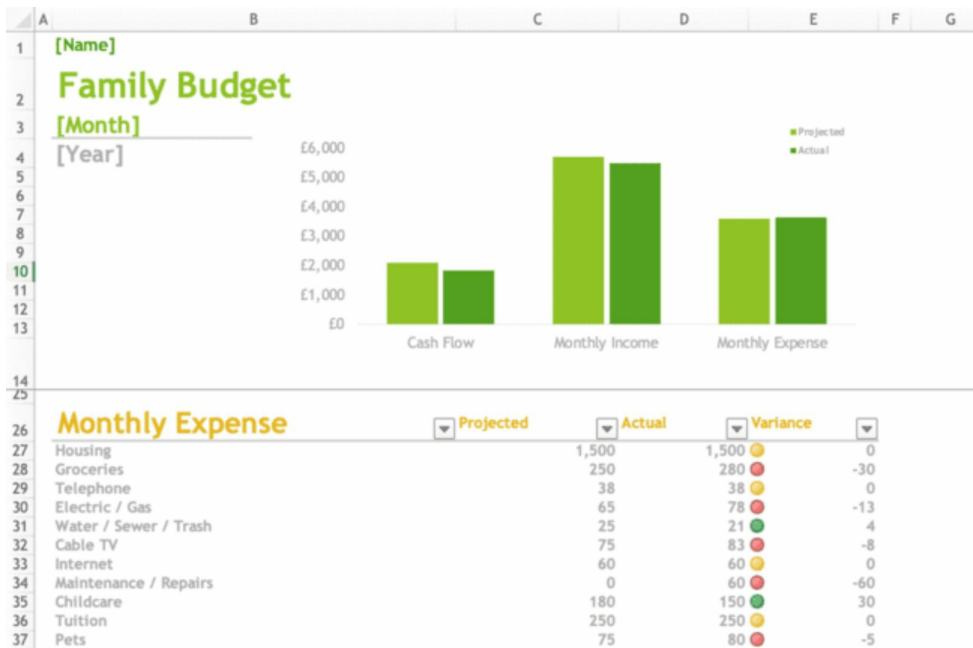 A B C D E F G
1 [Name]
2 Family Budget
3 [Month]
4 [Year]
5
6
7
8
9
10
11
12
13
14
Projected
Actual
£6,000
£5,000
£4,000
£3,000
£2,000
£1,000
£0
Cash Flow Monthly Income Monthly Expense
25
26 Monthly Expense Projected Actual Variance
27 Housing 1,500 1,500 0
28 Groceries 250 280 -30
29 Telephone 38 38 0
30 Electric / Gas 65 78 -13
31 Water / Sewer / Trash 25 21 4
32 Cable TV 75 83 -8
33 Internet 60 60 0
34 Maintenance / Repairs 0 60 -60
35 Childcare 180 150 30
36 Tuition 250 250 0
37 Pets 75 80 -5